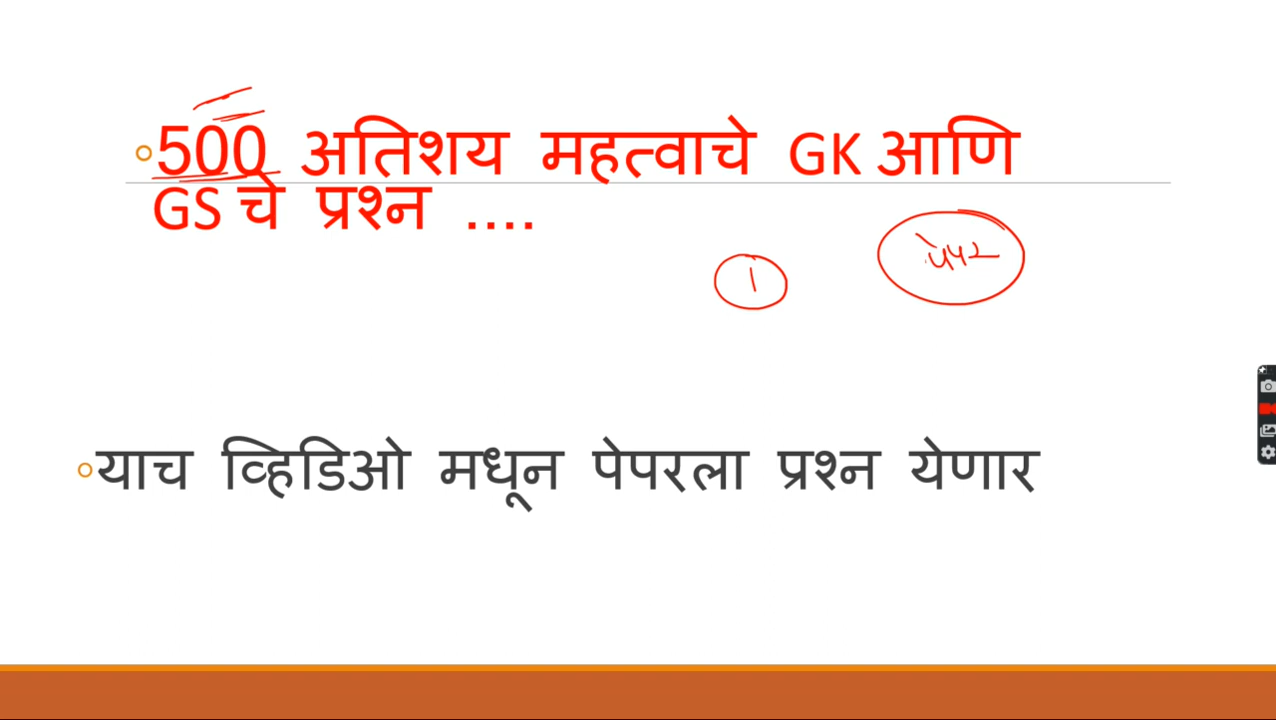 500 अतिशय महत्वाचे GK आणि
GS चे प्रश्न ....
1
पेपर
याच व्हिडिओ मधून पेपरला प्रश्न येणार